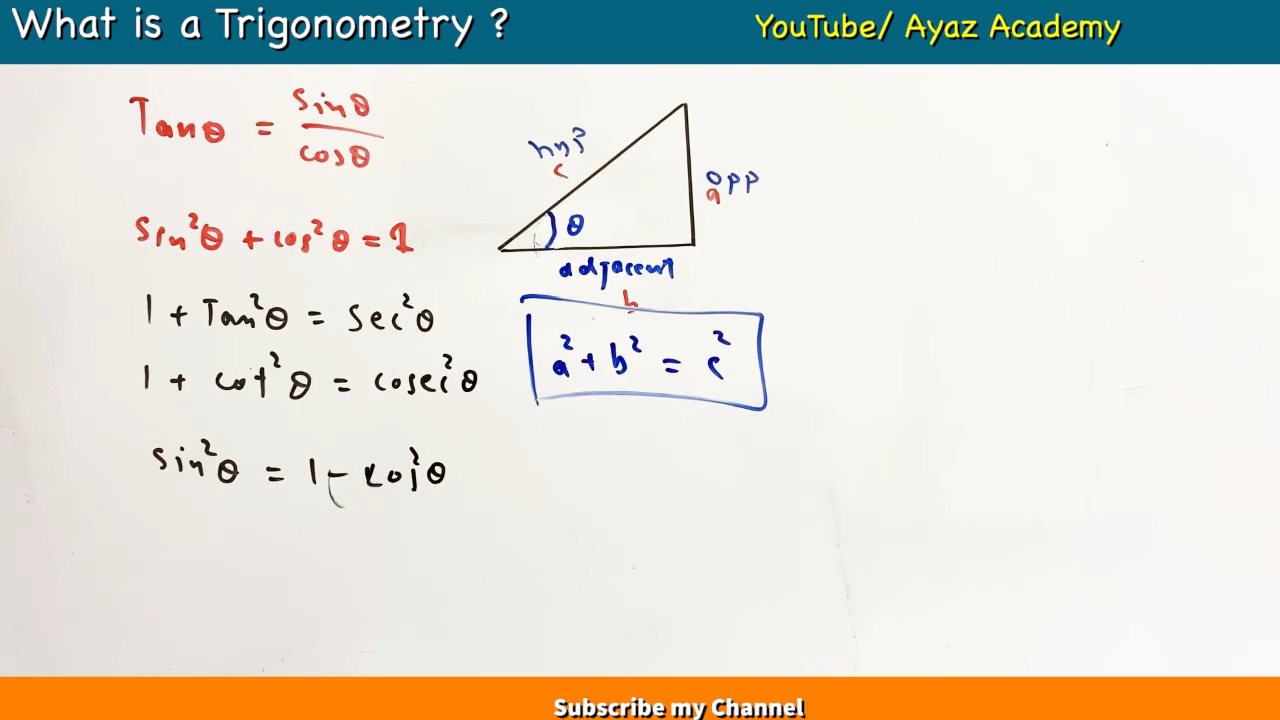 What is a Trigonometry ?
YouTube/ Ayaz Academy
Tanθ = sinθ/cosθ
sin²θ + cos²θ = 1
1 + Tan²θ = sec²θ
1 + cot²θ = cosec²θ
sin²θ = 1 - cos²θ
hyp
c
opp
a
θ
adjacent
b
a² + b² = c²
Subscribe my Channel